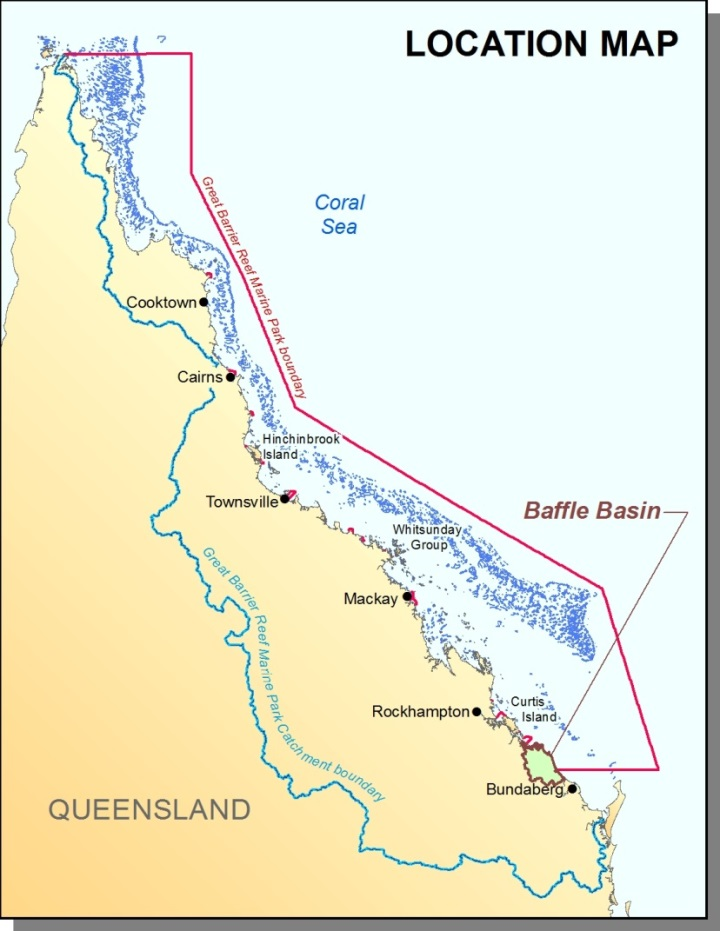 LOCATION MAP
Coral
Sea
Great Barrier Reef Marine Park boundary
Cooktown
Cairns
Hinchinbrook
Island
Townsville
Baffle Basin
Whitsunday
Group
Great Barrier Reef Marine Park Catchment boundary
Mackay
Curtis
Island
Rockhampton
Bundaberg
QUEENSLAND